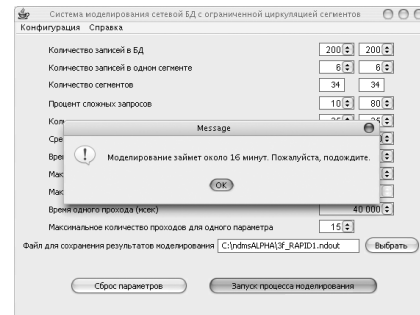 Система моделирования сетевой БД с ограниченной циркуляцией сегментов
Конфигурация Справка
Количество записей в БД 200 200
Количество записей в одном сегменте 6 6
Количество сегментов 34 34
Процент сложных запросов 10 80
Message
Моделирование займет около 16 минут. Пожалуйста, подождите.
OK
Время одного прохода (нсек) 40 000
Максимальное количество проходов для одного параметра 15
Файл для сохранения результатов моделирования C:\ndmsALPHA\3f_RAPID1.ndout Выбрать
Сброс параметров Запуск процесса моделирования